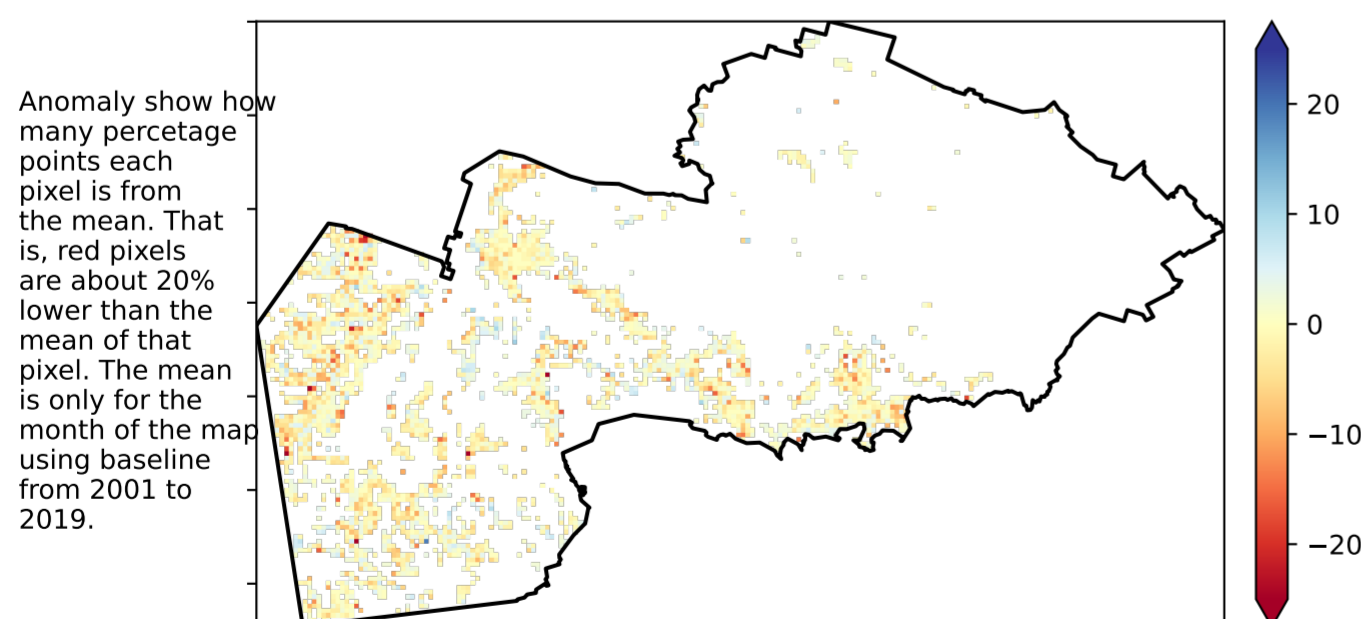 Anomaly show how
many percetage
points each
pixel is from
the mean. That
is, red pixels
are about 20%
lower than the
mean of that
pixel. The mean
is only for the
month of the map
using baseline
from 2001 to
2019.
20
10
0
−10
−20